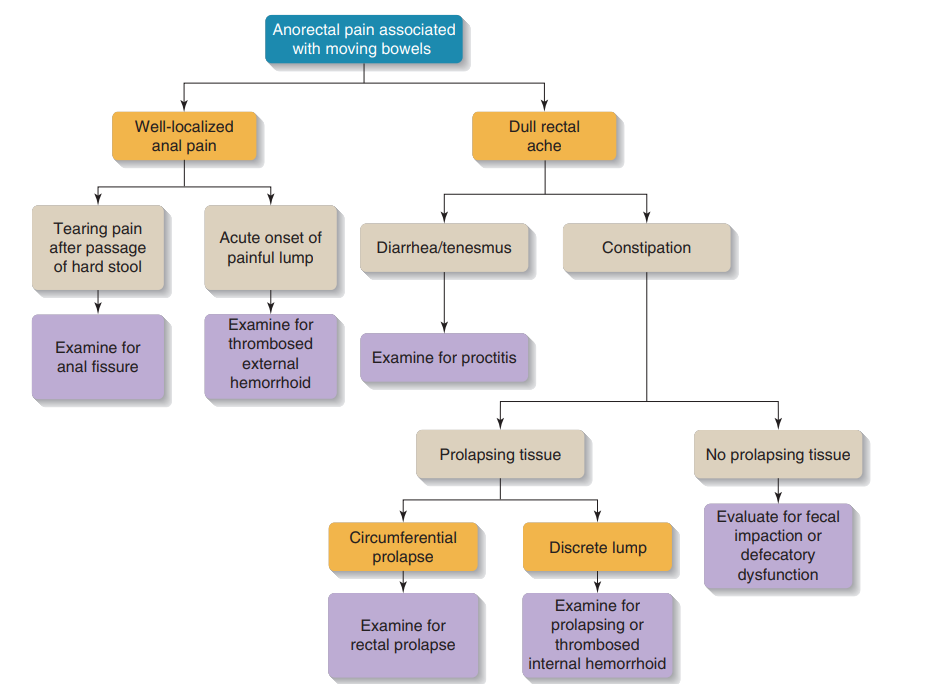 Anorectal pain associated
with moving bowels
Well-localized
anal pain
Dull rectal
ache
Tearing pain
after passage
of hard stool
Acute onset of
painful lump
Diarrhea/tenesmus
Constipation
Examine for
anal fissure
Examine for
thrombosed
external
hemorrhoid
Examine for proctitis
Prolapsing tissue
No prolapsing tissue
Circumferential
prolapse
Discrete lump
Evaluate for fecal
impaction or
defecatory
dysfunction
Examine for
rectal prolapse
Examine for
prolapsing or
thrombosed
internal hemorrhoid